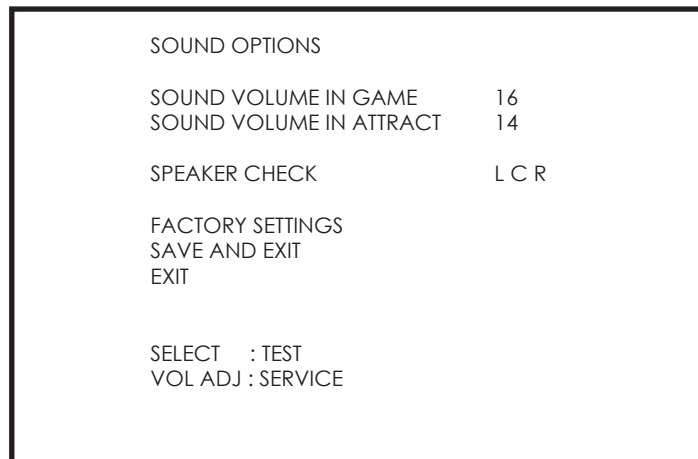 SOUND OPTIONS
SOUND VOLUME IN GAME 16
SOUND VOLUME IN ATTRACT 14
SPEAKER CHECK L C R
FACTORY SETTINGS
SAVE AND EXIT
EXIT
SELECT : TEST
VOL ADJ : SERVICE